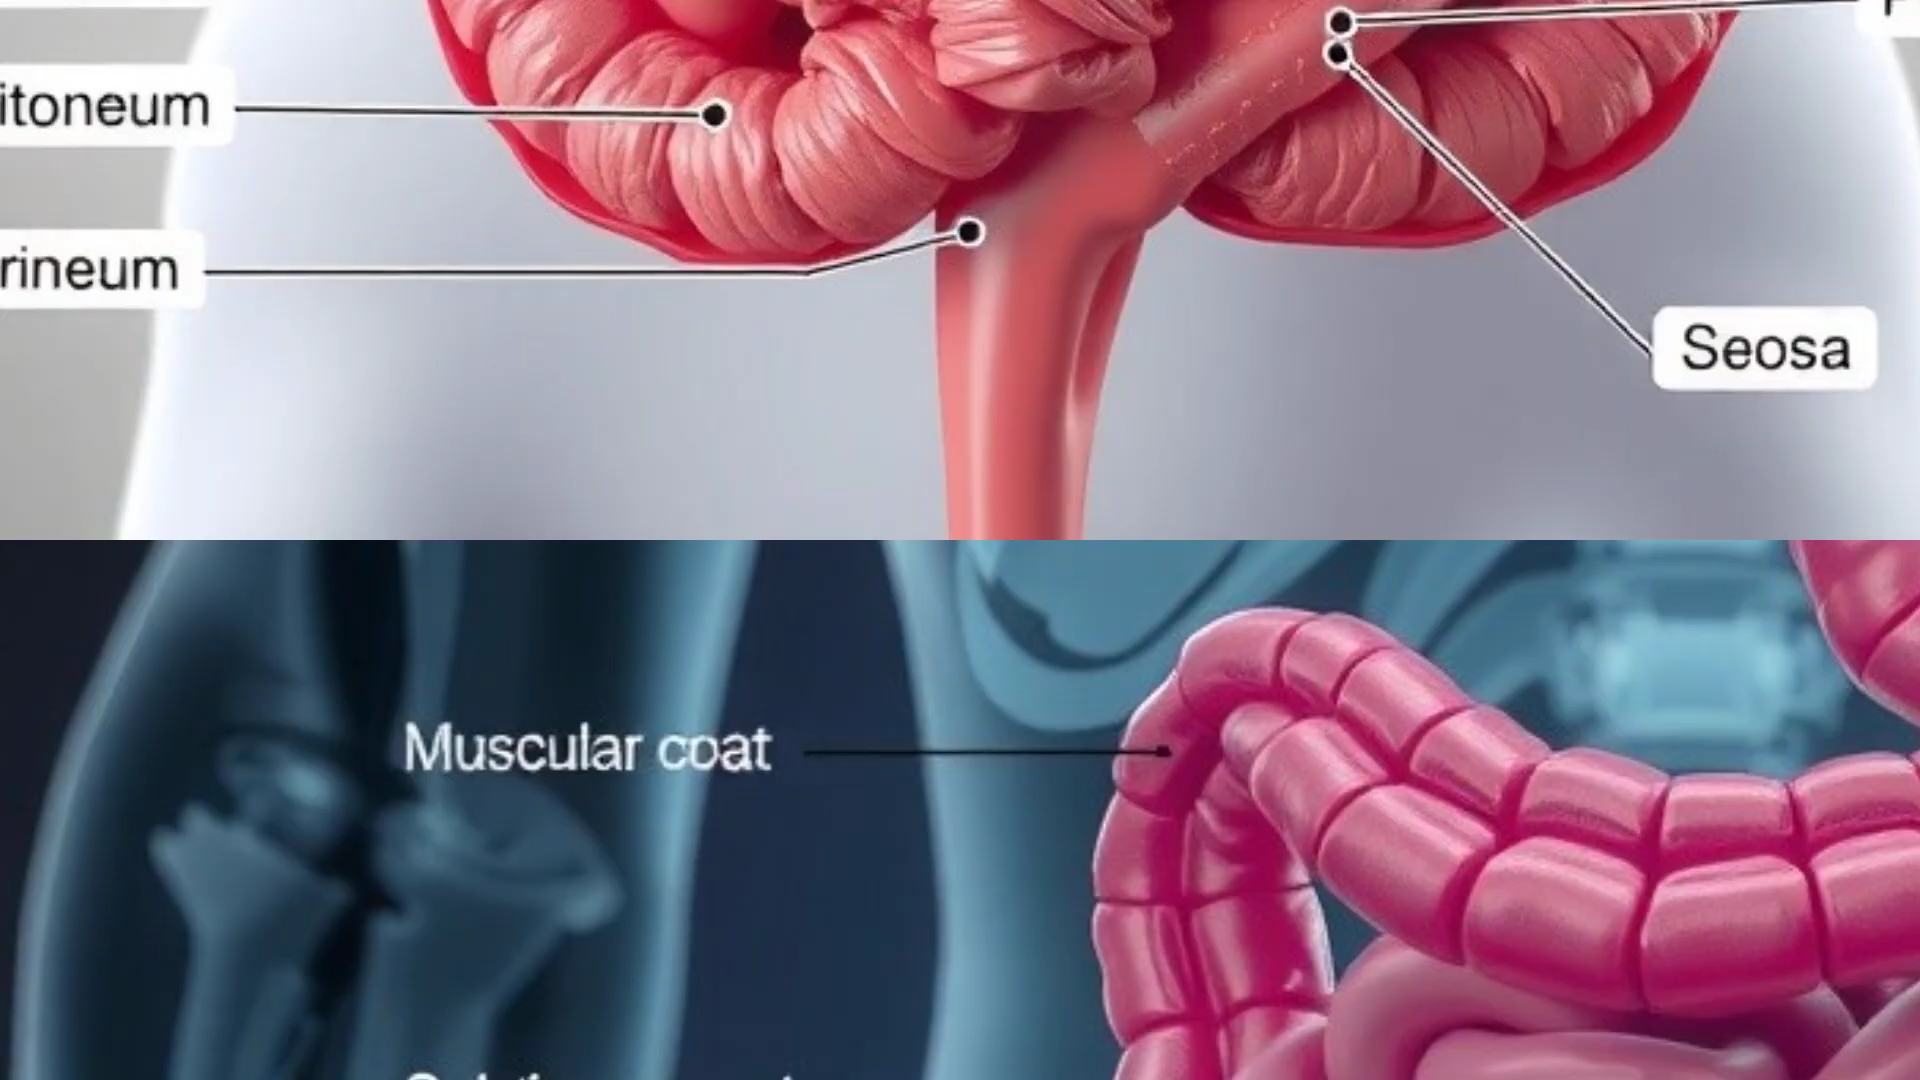 itoneum
rineum
Seosa
Muscular coat